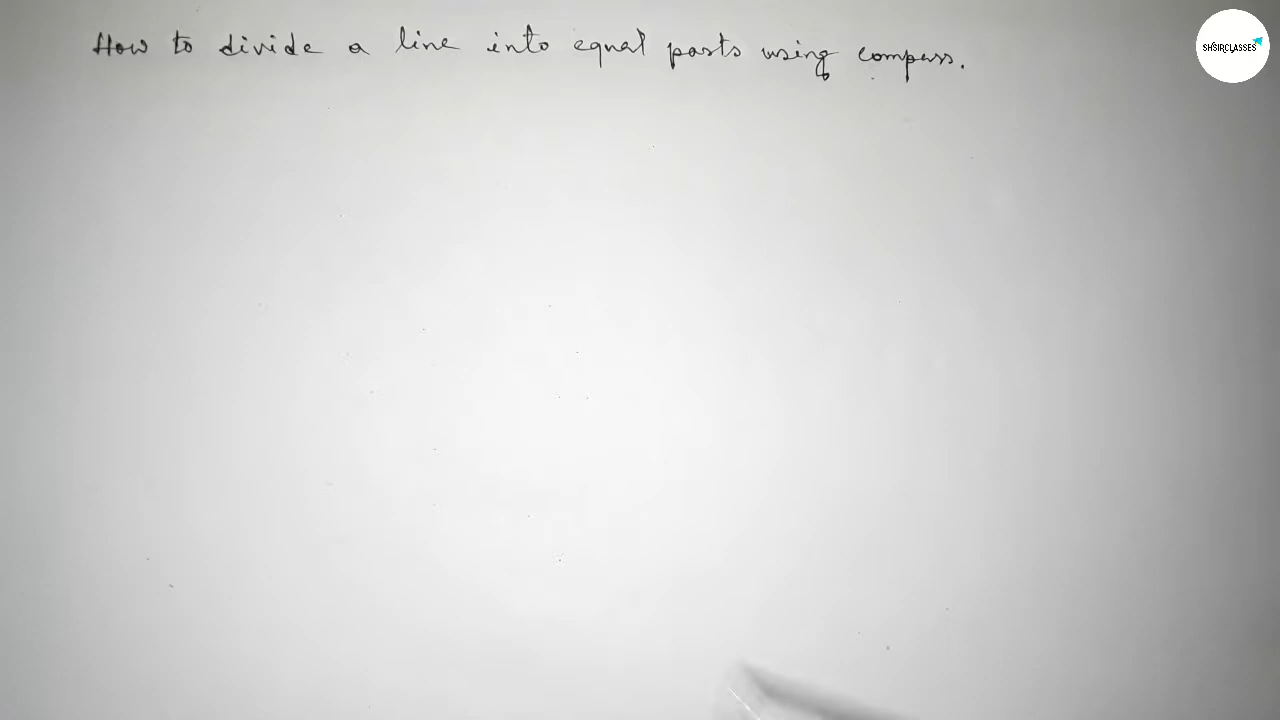 How to divide a line into equal parts using compass.
SHSIRCLASSES